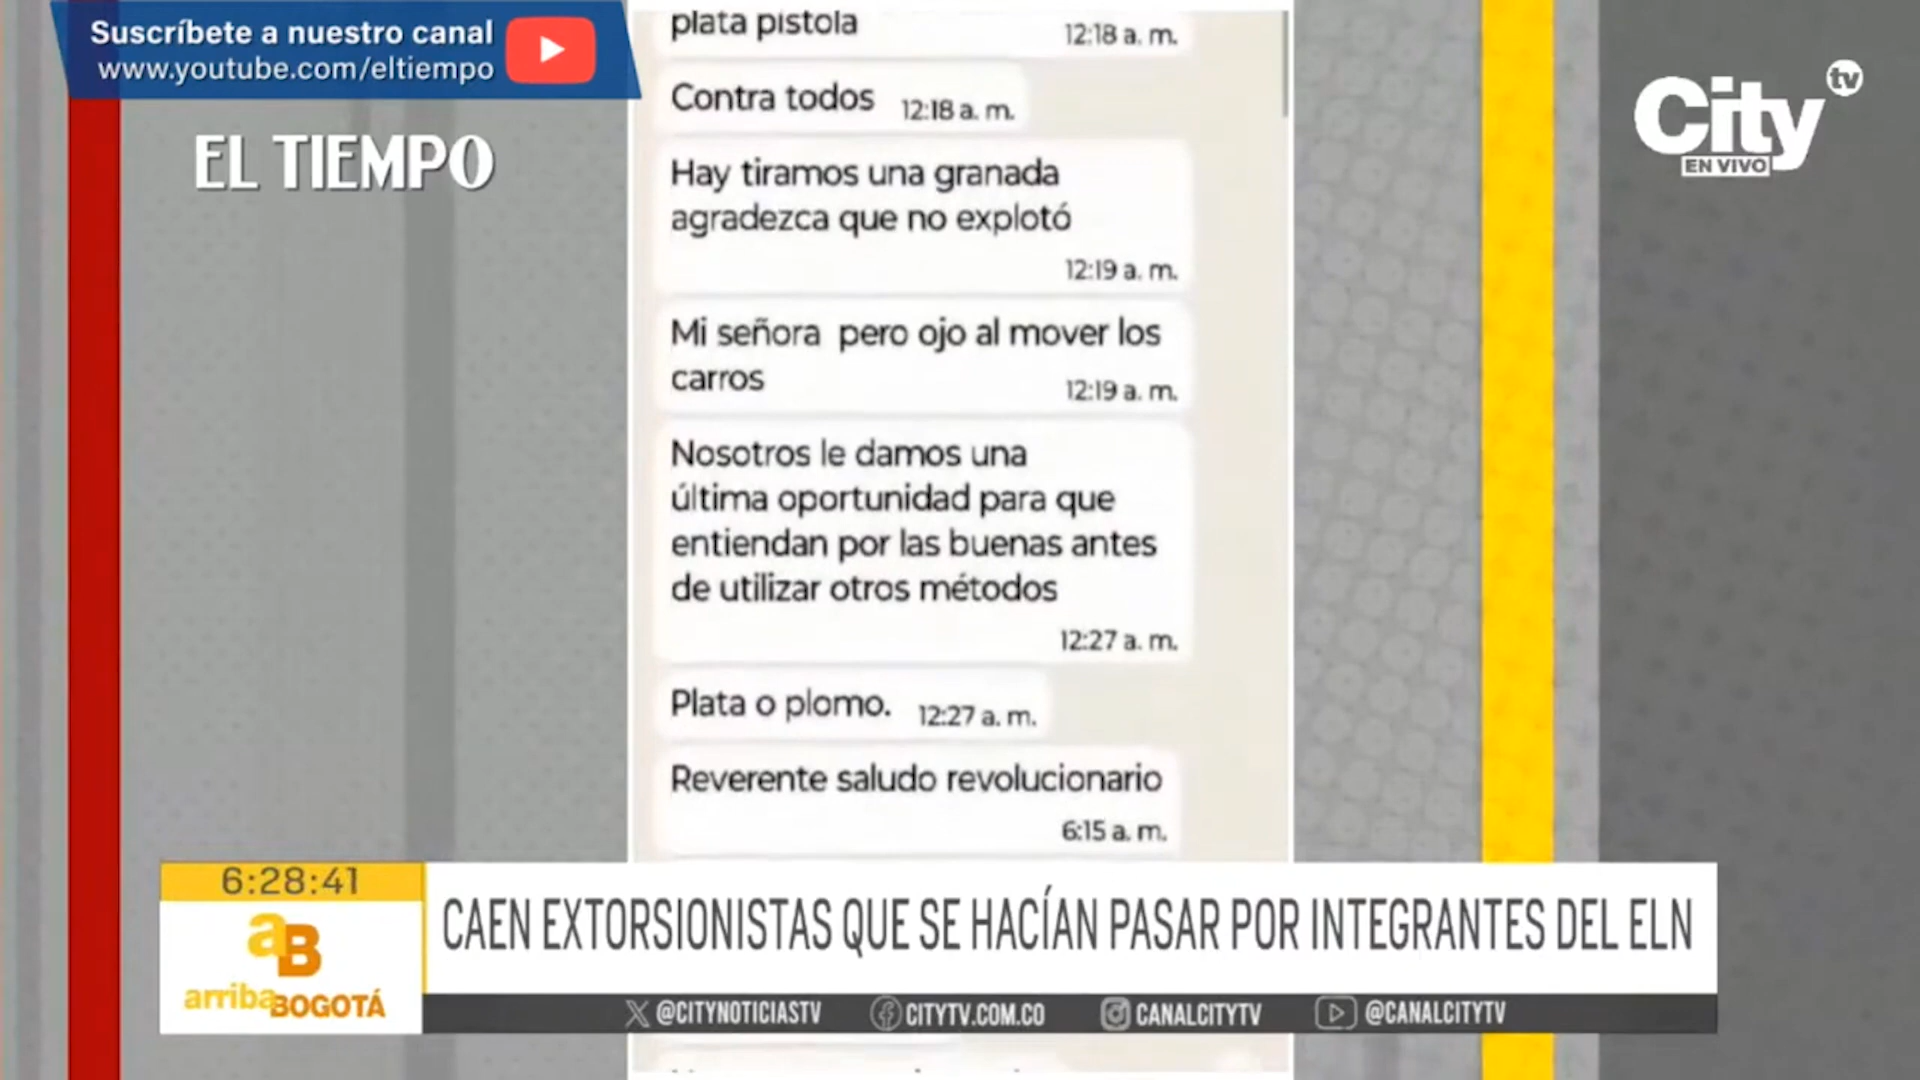 Suscríbete a nuestro canal
www.youtube.com/eltiempo
EL TIEMPO
City tv
EN VIVO
plata pistola
12:18 a. m.
Contra todos 12:18 a. m.
Hay tiramos una granada
agradezca que no explotó
12:19 a. m.
Mi señora pero ojo al mover los
carros 12:19 a. m.
Nosotros le damos una
última oportunidad para que
entiendan por las buenas antes
de utilizar otros métodos
12:27 a. m.
Plata o plomo. 12:27 a. m.
Reverente saludo revolucionario
6:15 a. m.
6:28:41
aB
arriba BOGOTÁ
CAEN EXTORSIONISTAS QUE SE HACÍAN PASAR POR INTEGRANTES DEL ELN
@CITYNOTICIASTV CITYTV.COM.CO CANALCITYTV @CANALCITYTV